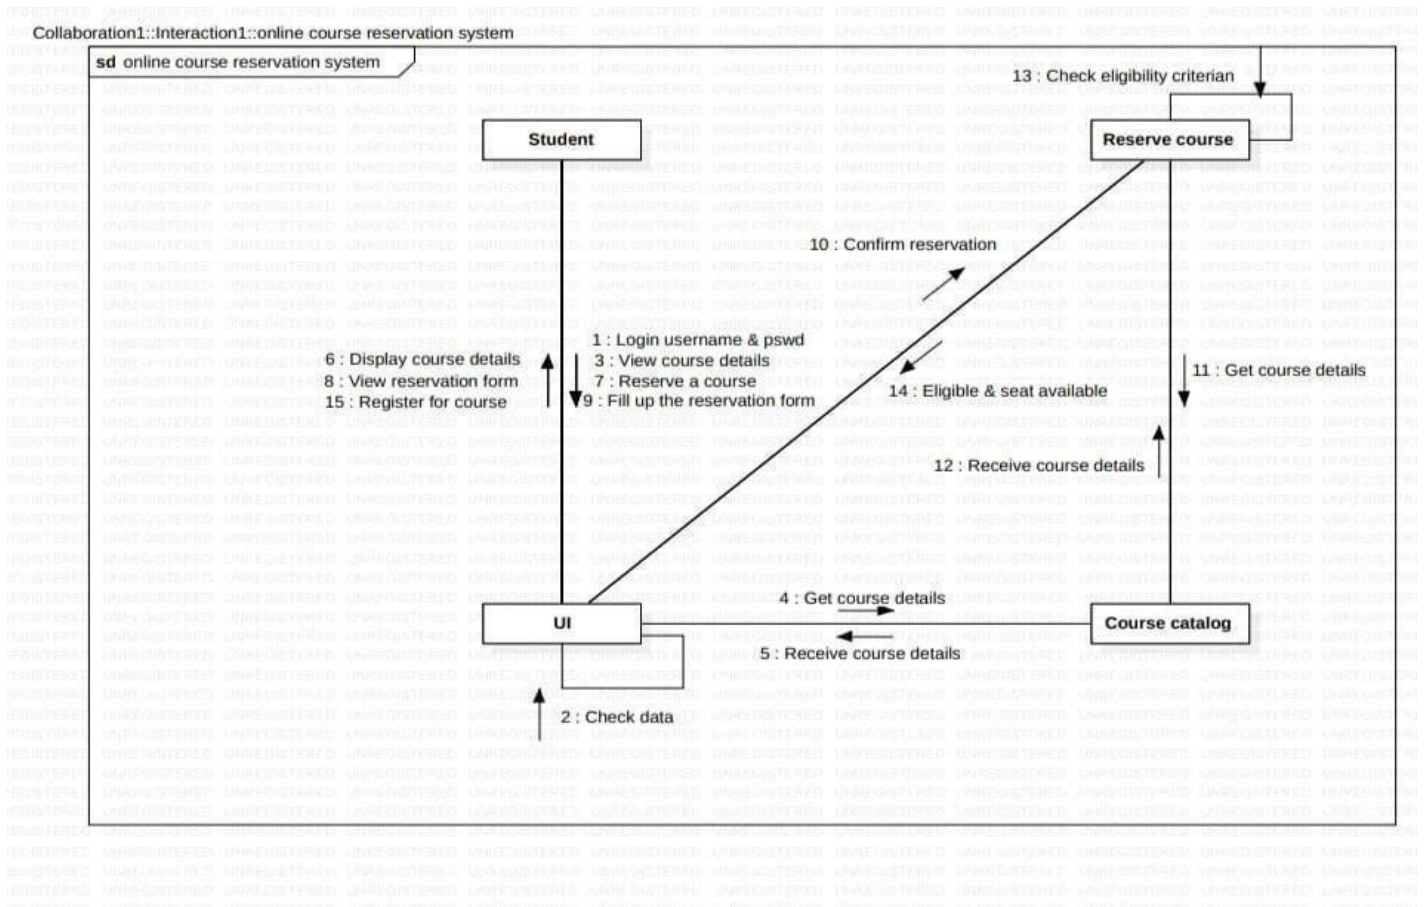 Collaboration1::Interaction1::online course reservation system
sd online course reservation system
13 : Check eligibility criterian
Student
Reserve course
10 : Confirm reservation
1 : Login username & pswd
6 : Display course details
3 : View course details
8 : View reservation form
7 : Reserve a course
15 : Register for course
9 : Fill up the reservation form
14 : Eligible & seat available
11 : Get course details
12 : Receive course details
4 : Get course details
UI
Course catalog
5 : Receive course details
2 : Check data
UNREGISTERED